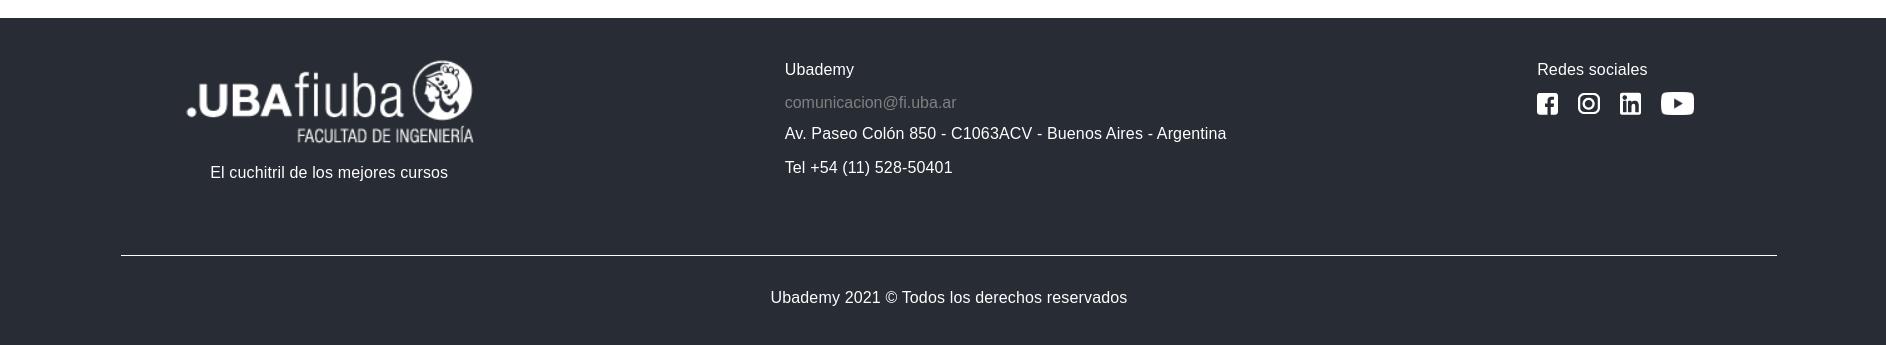 .UBAfiuba
FACULTAD DE INGENIERÍA
El cuchitril de los mejores cursos
Ubademy
comunicacion@fi.uba.ar
Av. Paseo Colón 850 - C1063ACV - Buenos Aires - Argentina
Tel +54 (11) 528-50401
Redes sociales
Ubademy 2021 © Todos los derechos reservados